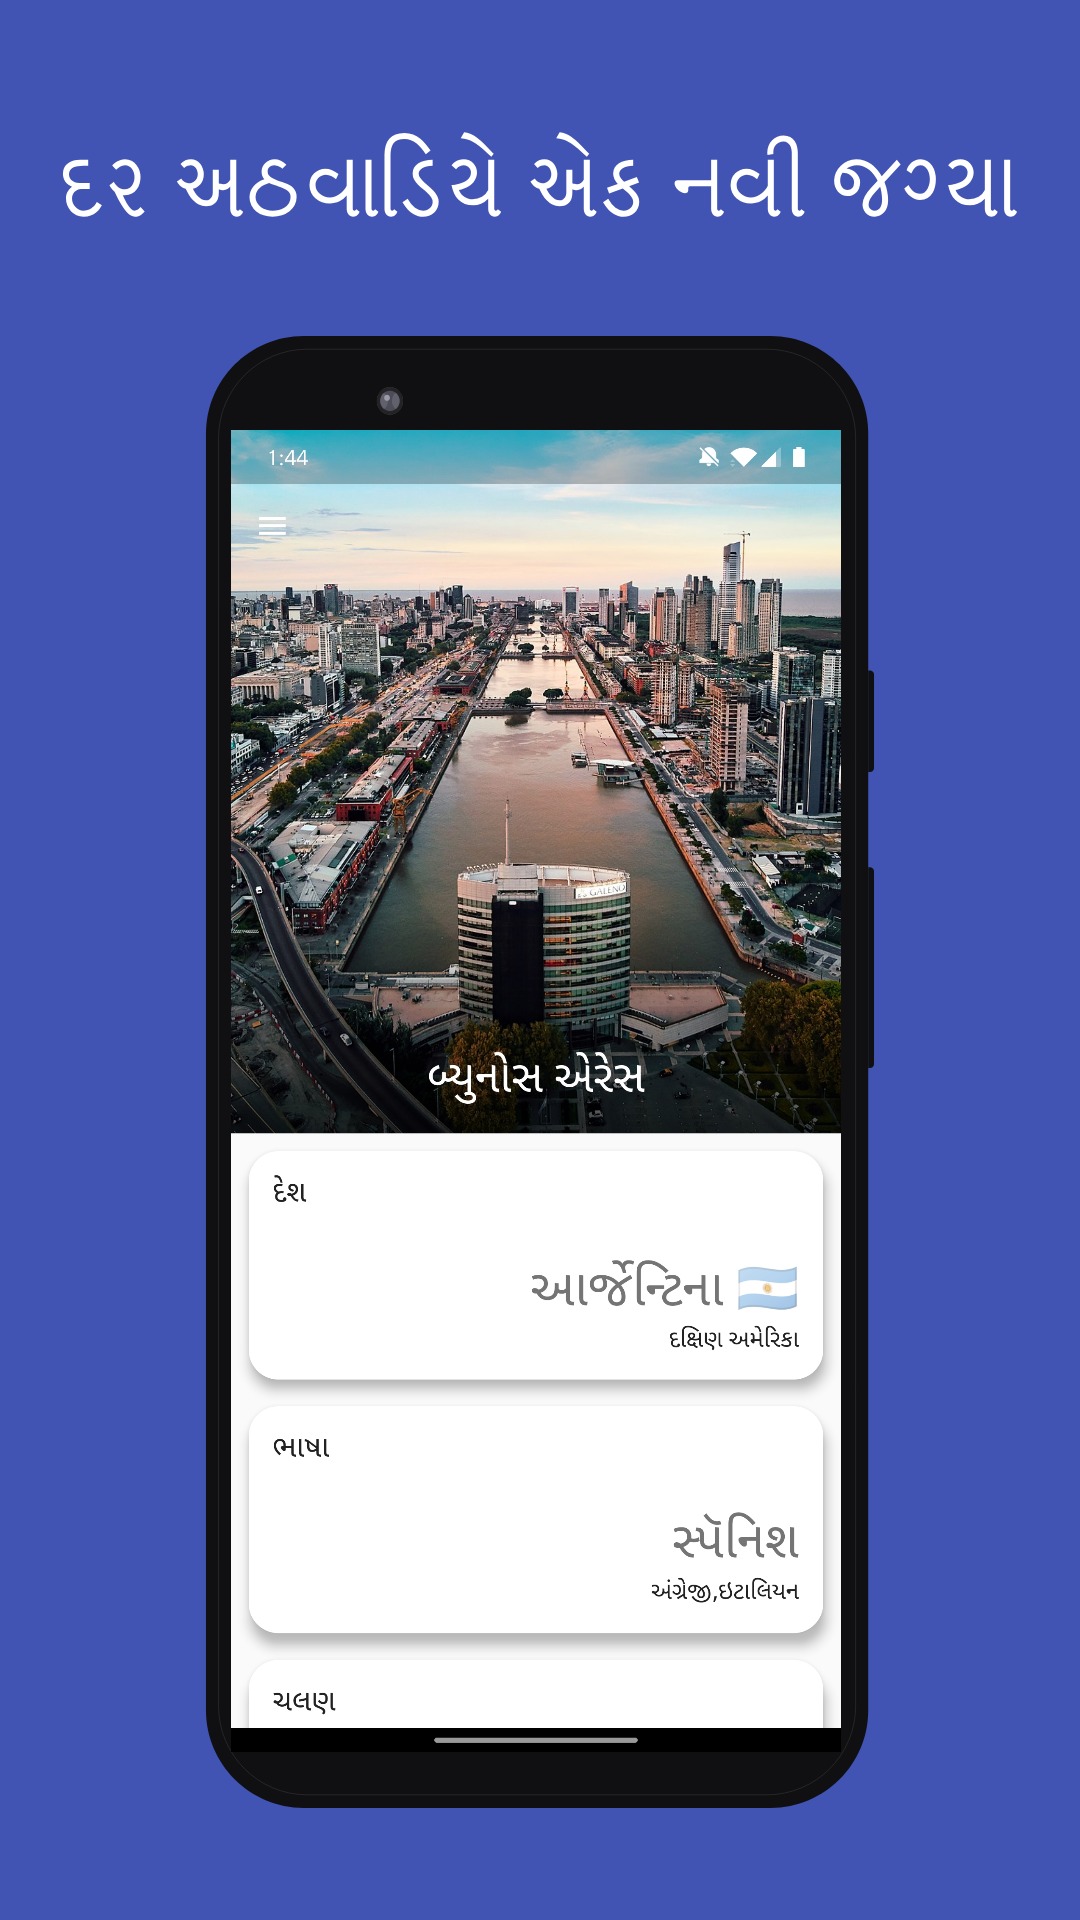 દર અઠવાડિયે એક નવી જગ્યા
1:44
GALENO
બ્યુનોસ એરેસ
દેશ
આર્જેન્ટિના 🇦🇷
દક્ષિણ અમેરિકા
ભાષા
સ્પૅનિશ
અંગ્રેજી,ઇટાલિયન
ચલણ